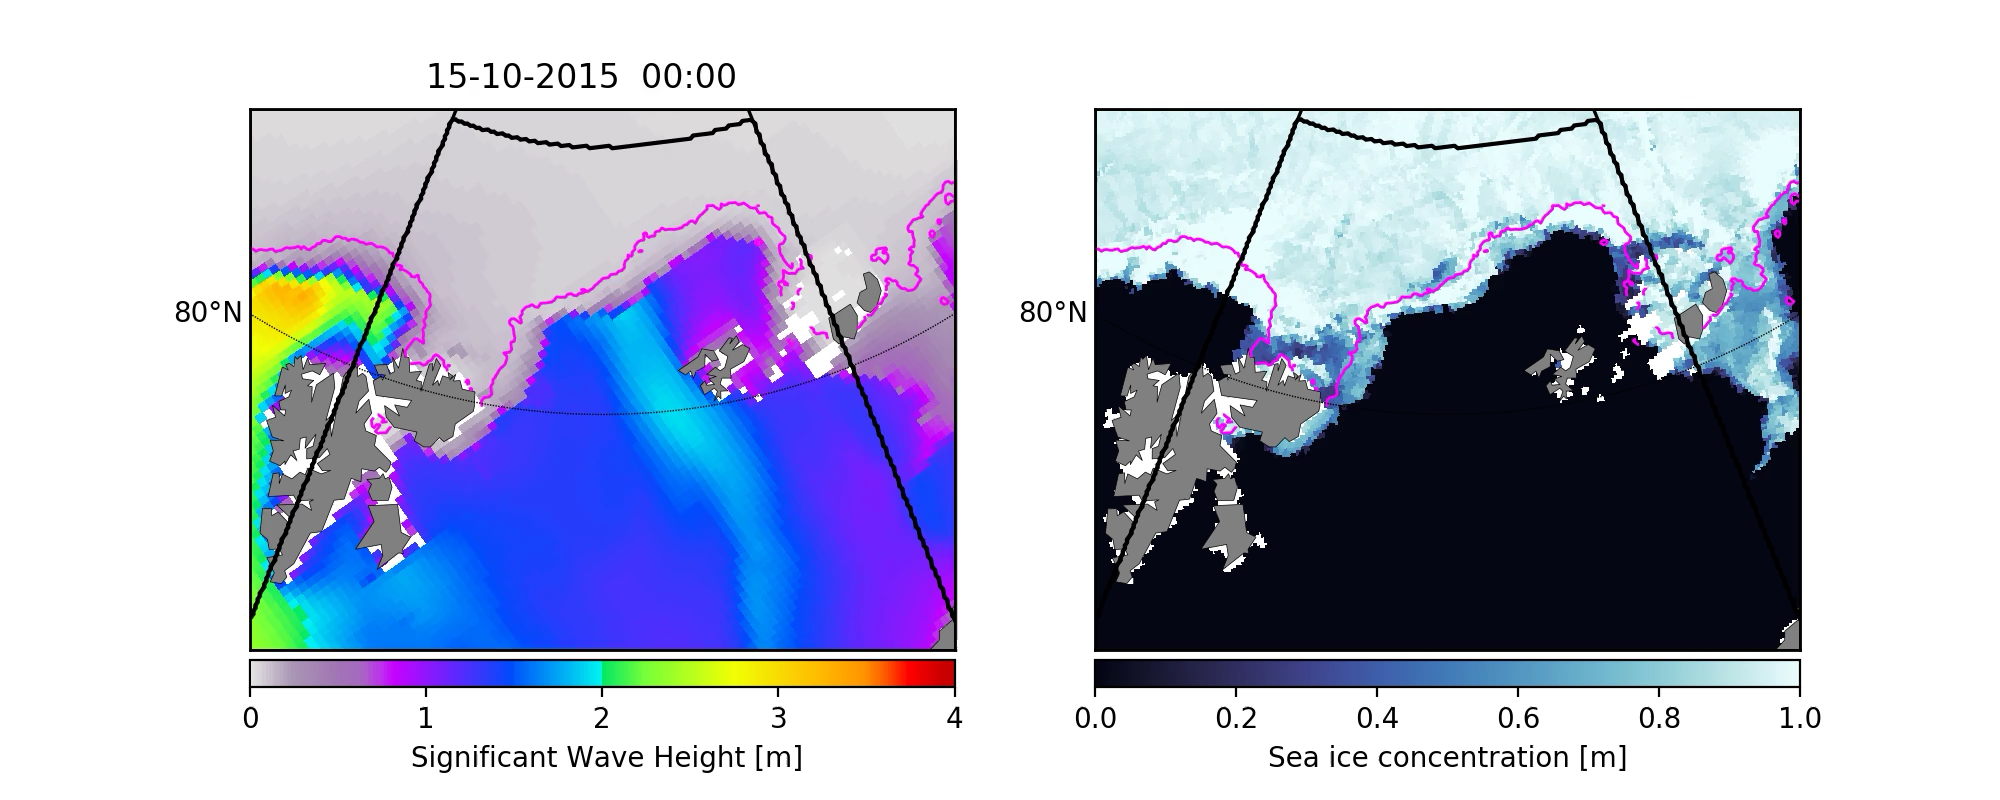 15-10-2015  00:00
80°N
80°N
0 1 2 3 4
Significant Wave Height [m]
0.0 0.2 0.4 0.6 0.8 1.0
Sea ice concentration [m]